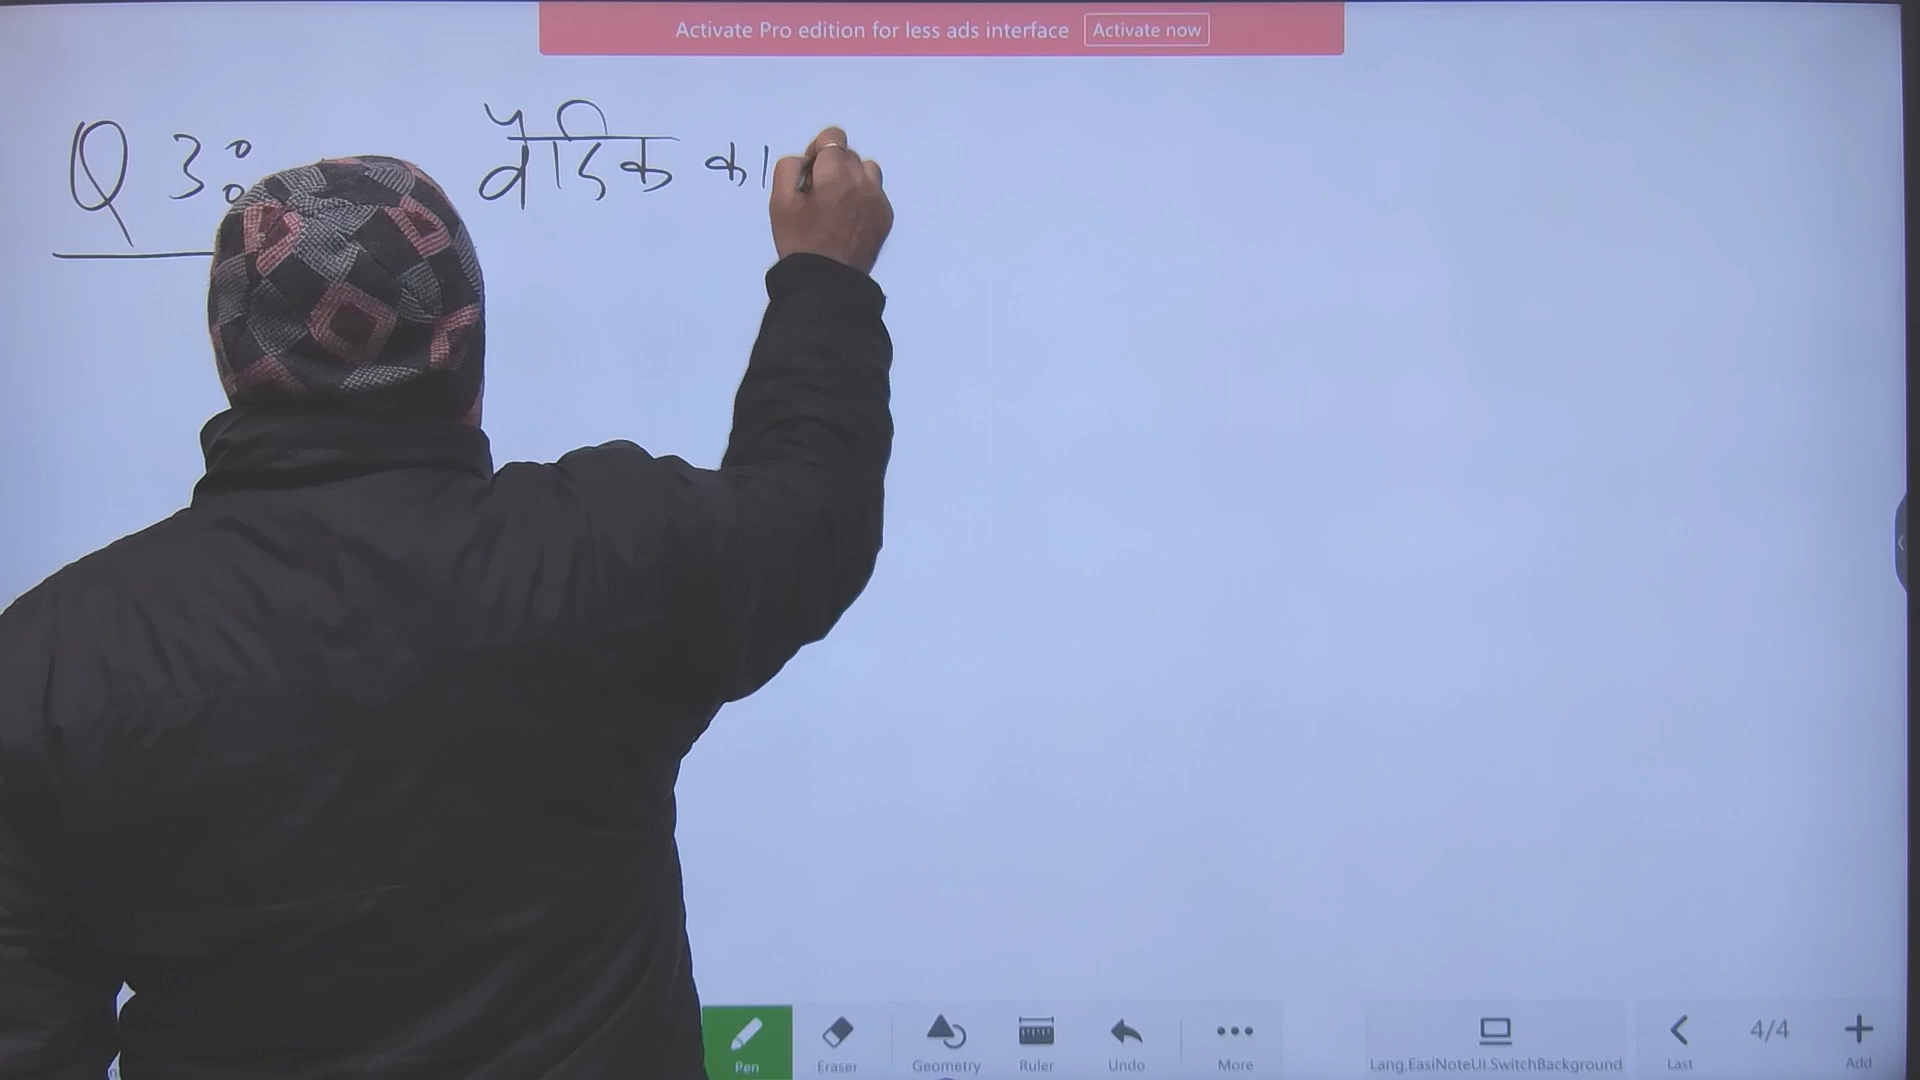 Activate Pro edition for less ads interface Activate now
Q 3: वैदिक का
Pen Eraser Geometry Ruler Undo More Lang.EasiNoteUI.SwitchBackground Last 4/4 Add